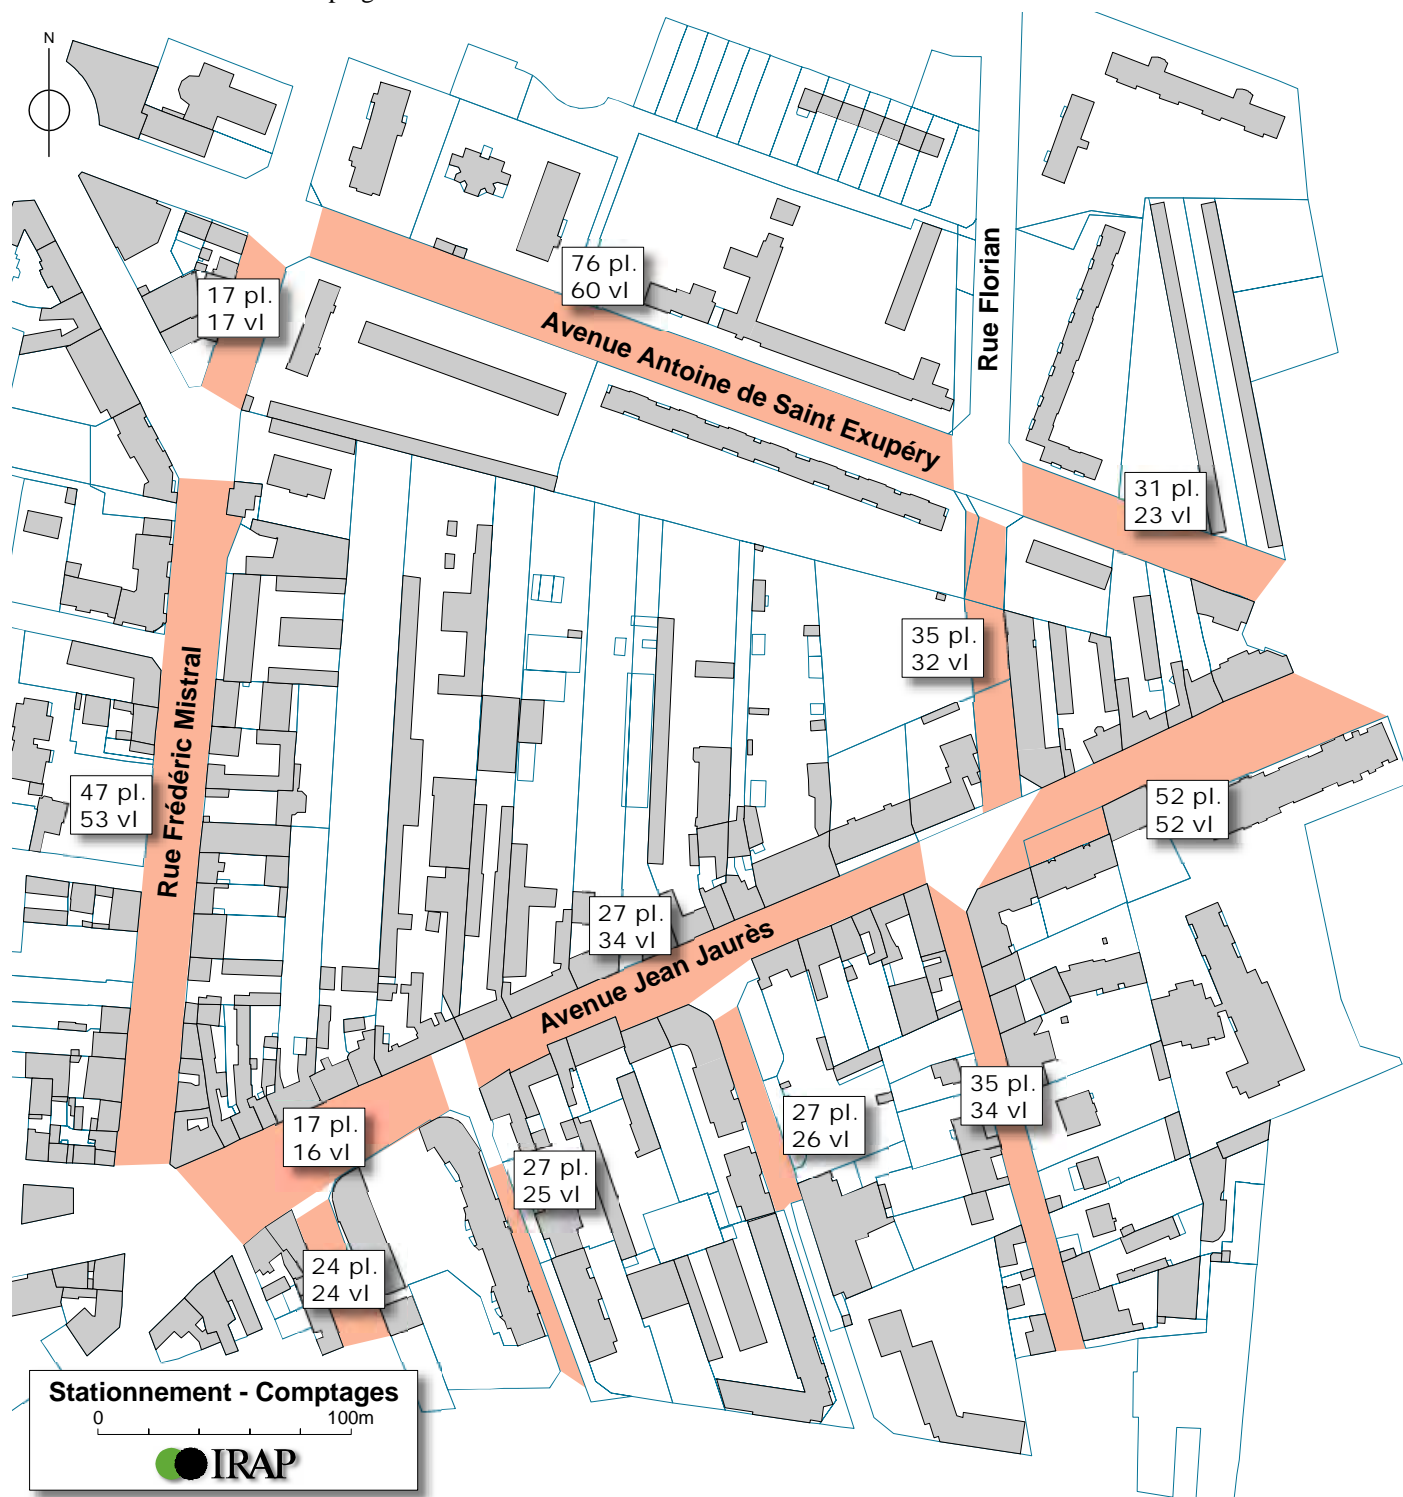 N
76 pl.
60 vl
17 pl.
17 vl
Rue Florian
Avenue Antoine de Saint Exupéry
31 pl.
23 vl
35 pl.
32 vl
Rue Frédéric Mistral
47 pl.
53 vl
52 pl.
52 vl
27 pl.
34 vl
Avenue Jean Jaurès
35 pl.
34 vl
27 pl.
26 vl
17 pl.
16 vl
27 pl.
25 vl
24 pl.
24 vl
Stationnement - Comptages
0 100m
IRAP